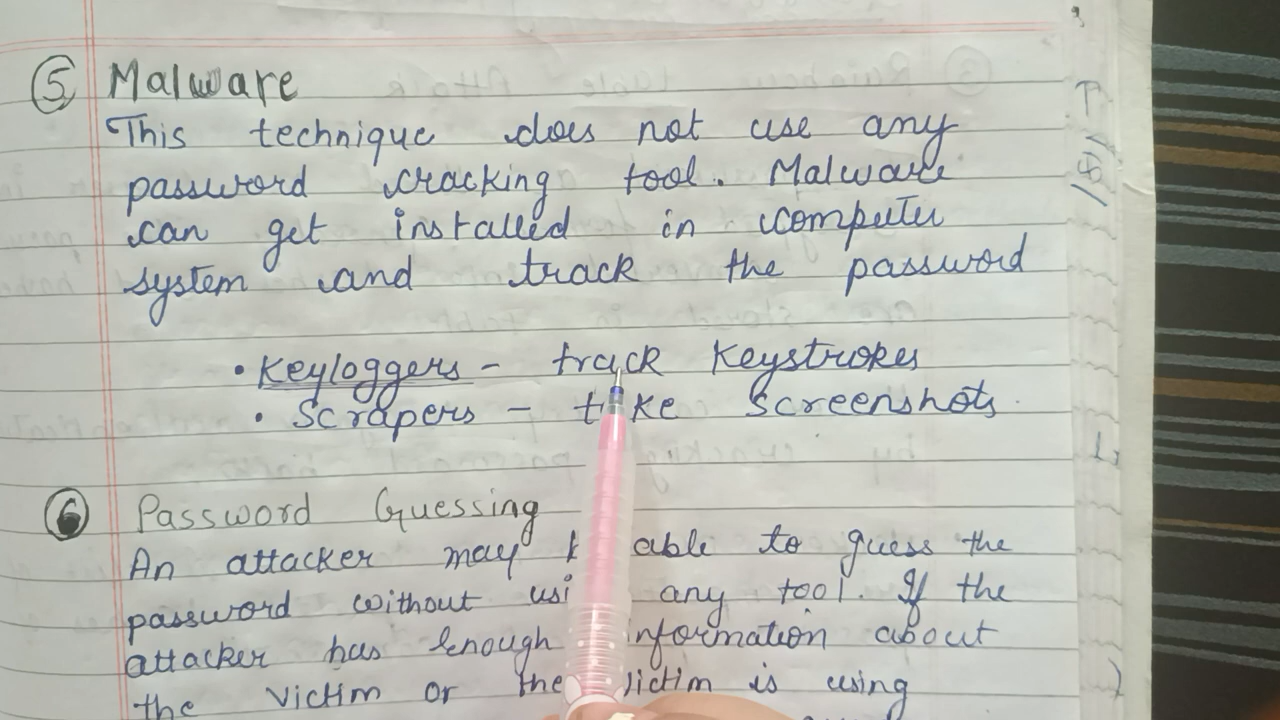 ⑤ Malware
This technique does not use any
password cracking tool. Malware
can get installed in computer
system and track the password
• Keyloggers - track Keystrokes
• Scrapers - take Screenshots.
⑥ Password Guessing
An attacker may able to guess the
password without any tool. If the
attacker has enough information about
the victim or the victim is using